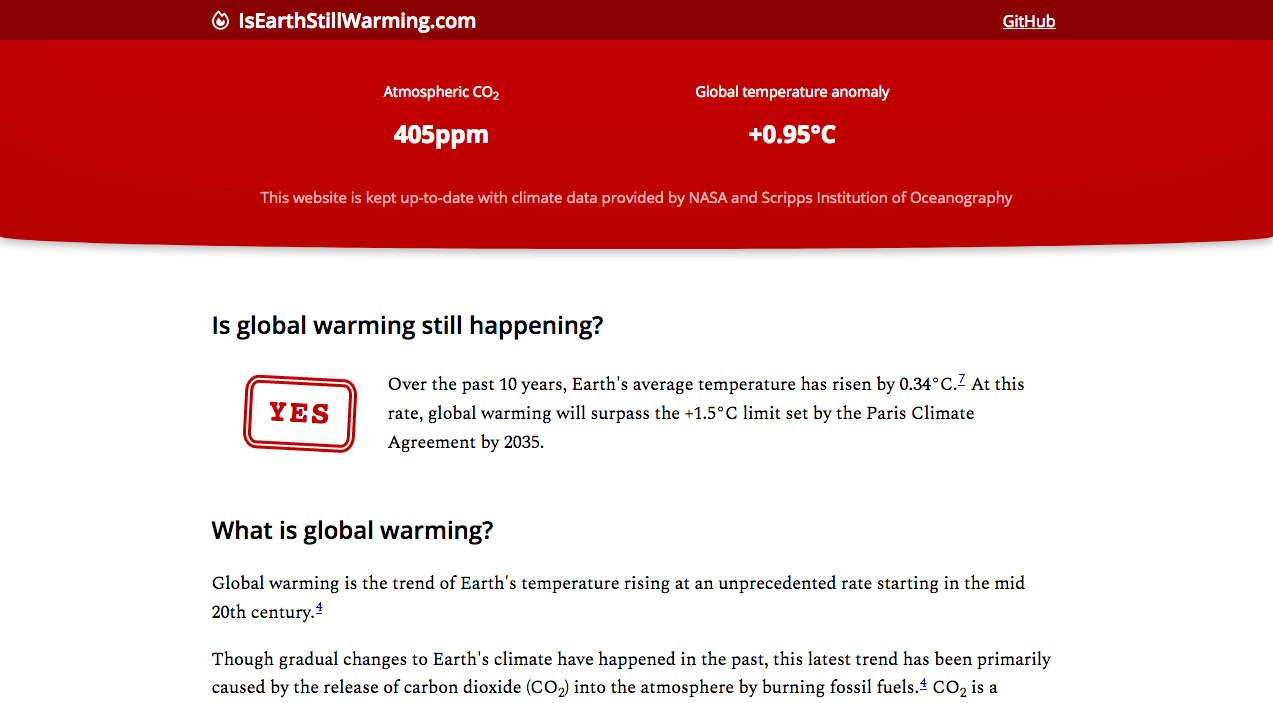 IsEarthStillWarming.com
GitHub
Atmospheric CO₂
Global temperature anomaly
405ppm
+0.95°C
This website is kept up-to-date with climate data provided by NASA and Scripps Institution of Oceanography
Is global warming still happening?
YES
Over the past 10 years, Earth's average temperature has risen by 0.34°C.⁷ At this
rate, global warming will surpass the +1.5°C limit set by the Paris Climate
Agreement by 2035.
What is global warming?
Global warming is the trend of Earth's temperature rising at an unprecedented rate starting in the mid
20th century.⁴
Though gradual changes to Earth's climate have happened in the past, this latest trend has been primarily
caused by the release of carbon dioxide (CO₂) into the atmosphere by burning fossil fuels.⁴ CO₂ is a